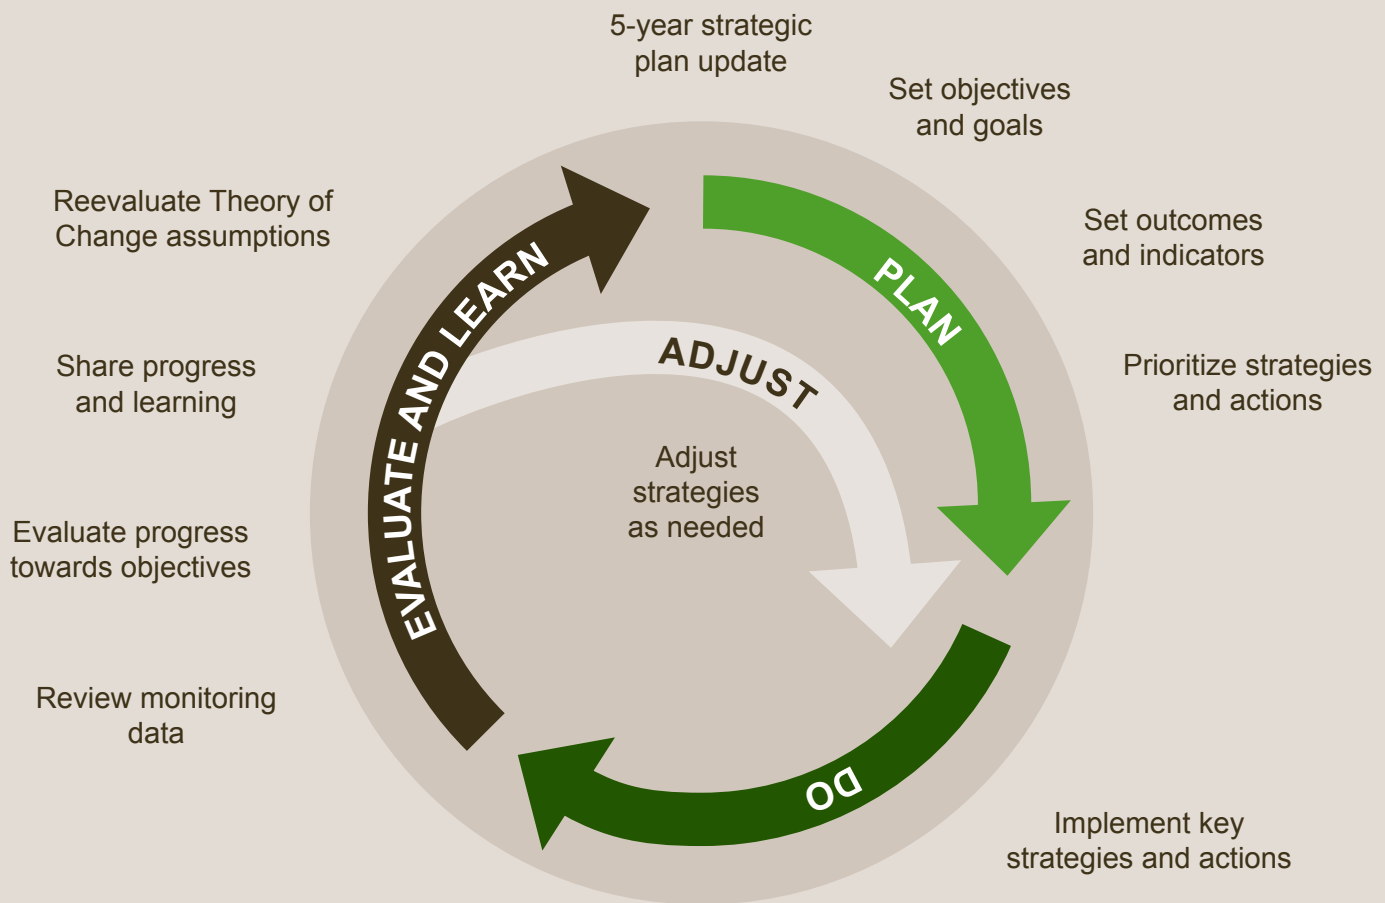 5-year strategic
plan update
Set objectives
and goals
Set outcomes
and indicators
Prioritize strategies
and actions
PLAN
Implement key
strategies and actions
DO
Review monitoring
data
Evaluate progress
towards objectives
Share progress
and learning
Reevaluate Theory of
Change assumptions
EVALUATE AND LEARN
ADJUST
Adjust
strategies
as needed